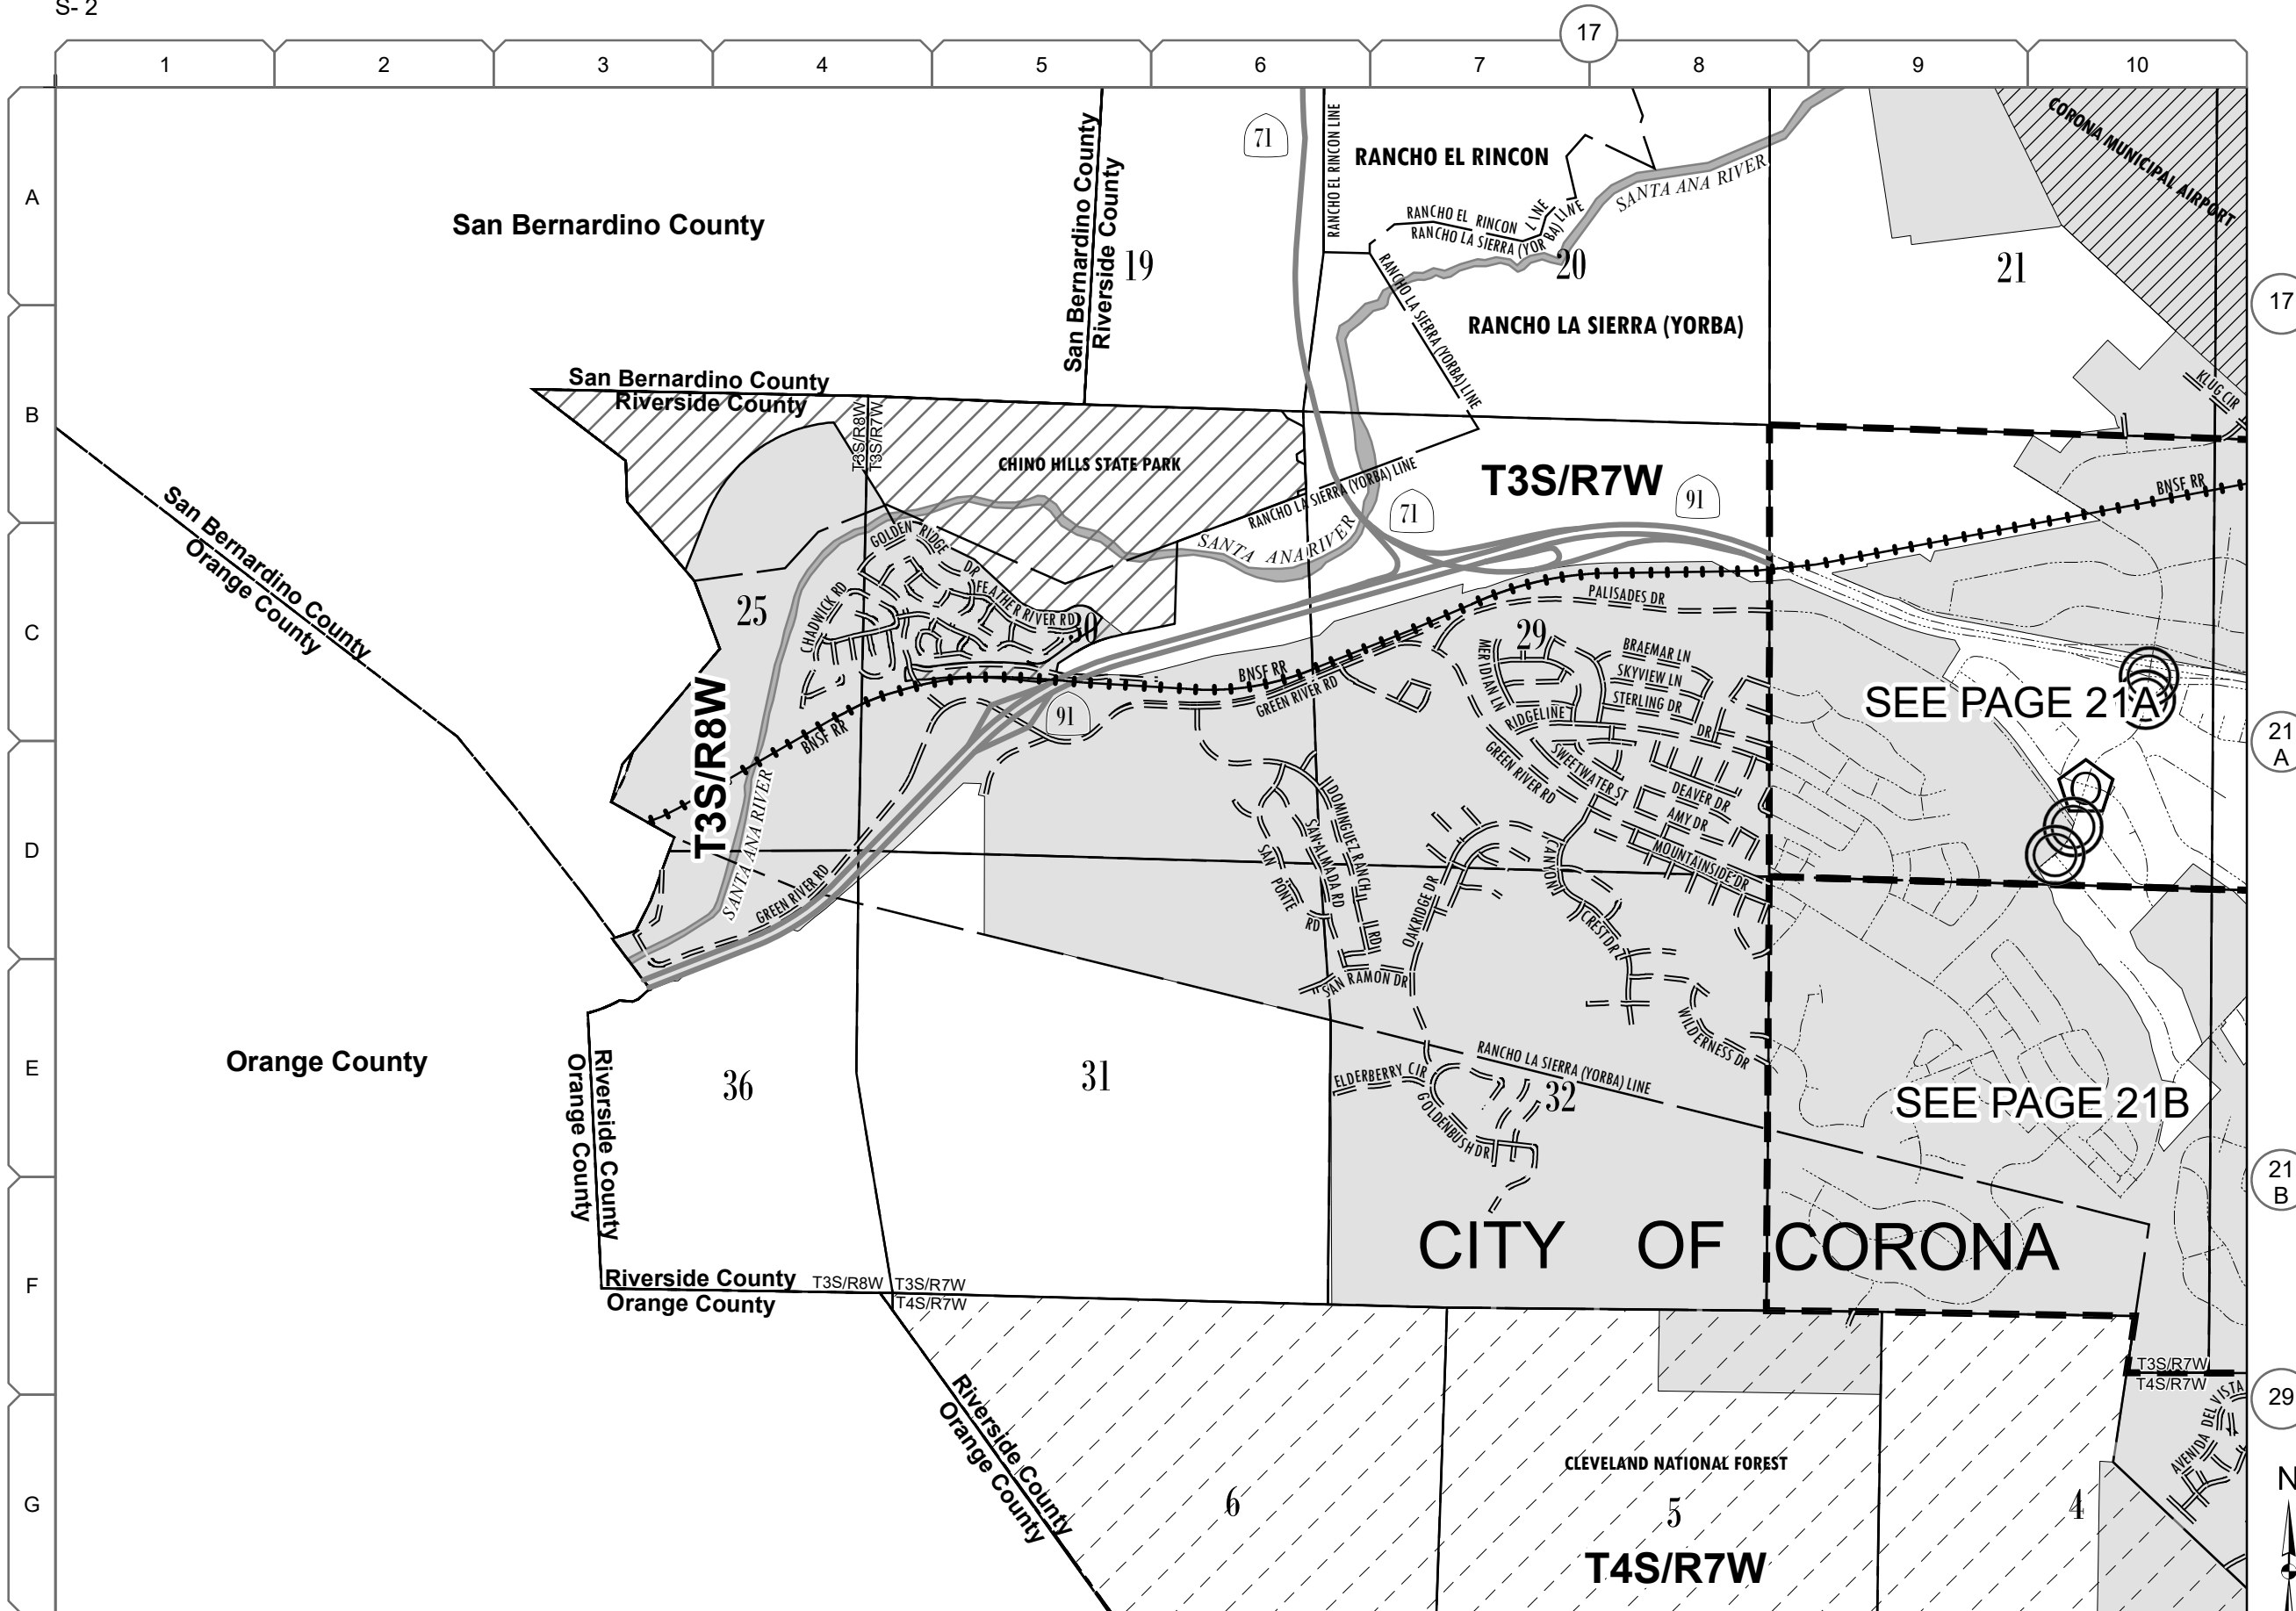 S- 2
17
1
2
3
4
5
6
7
8
9
10
A
B
C
D
E
F
G
17
21
A
21
B
29
N
San Bernardino County
San Bernardino County
Riverside County
19
71
RANCHO EL RINCON LINE
RANCHO EL RINCON
RANCHO EL RINCON LINE
RANCHO LA SIERRA (YORBA) LINE
SANTA ANA RIVER
20
21
CORONA MUNICIPAL AIRPORT
RANCHO LA SIERRA (YORBA) LINE
RANCHO LA SIERRA (YORBA)
KLUG CIR
San Bernardino County
Riverside County
T3S/R8W
T3S/R7W
CHINO HILLS STATE PARK
RANCHO LA SIERRA (YORBA) LINE
T3S/R7W
71
91
BNSF RR
San Bernardino County
Orange County
SANTA ANA RIVER
GOLDEN RIDGE DR
FEATHER RIVER RD
CHADWICK RD
25
30
PALISADES DR
29
MERIDIAN LN
BRAEMAR LN
SKYVIEW LN
STERLING DR
RIDGELINE DR
BNSF RR
GREEN RIVER RD
SEE PAGE 21A
91
BNSF RR
T3S/R8W
SANTA ANA RIVER
GREEN RIVER RD
SWEETWATER ST
GREEN RIVER RD
DEAVER DR
AMY DR
MOUNTAINSIDE DR
DOMINGUEZ RANCH RD
SAN ALMADA RD
SAN PONTE RD
OAKRIDGE DR
CANYON CREST DR
SAN RAMON DR
WILDERNESS DR
Orange County
Riverside County
Orange County
36
31
RANCHO LA SIERRA (YORBA) LINE
ELDERBERRY CIR
GOLDENBUSH DR
32
SEE PAGE 21B
CITY OF CORONA
Riverside County
Orange County
T3S/R8W
T3S/R7W
T4S/R7W
T3S/R7W
T4S/R7W
AVENIDA DEL VISTA
Riverside County
Orange County
CLEVELAND NATIONAL FOREST
6
5
4
T4S/R7W